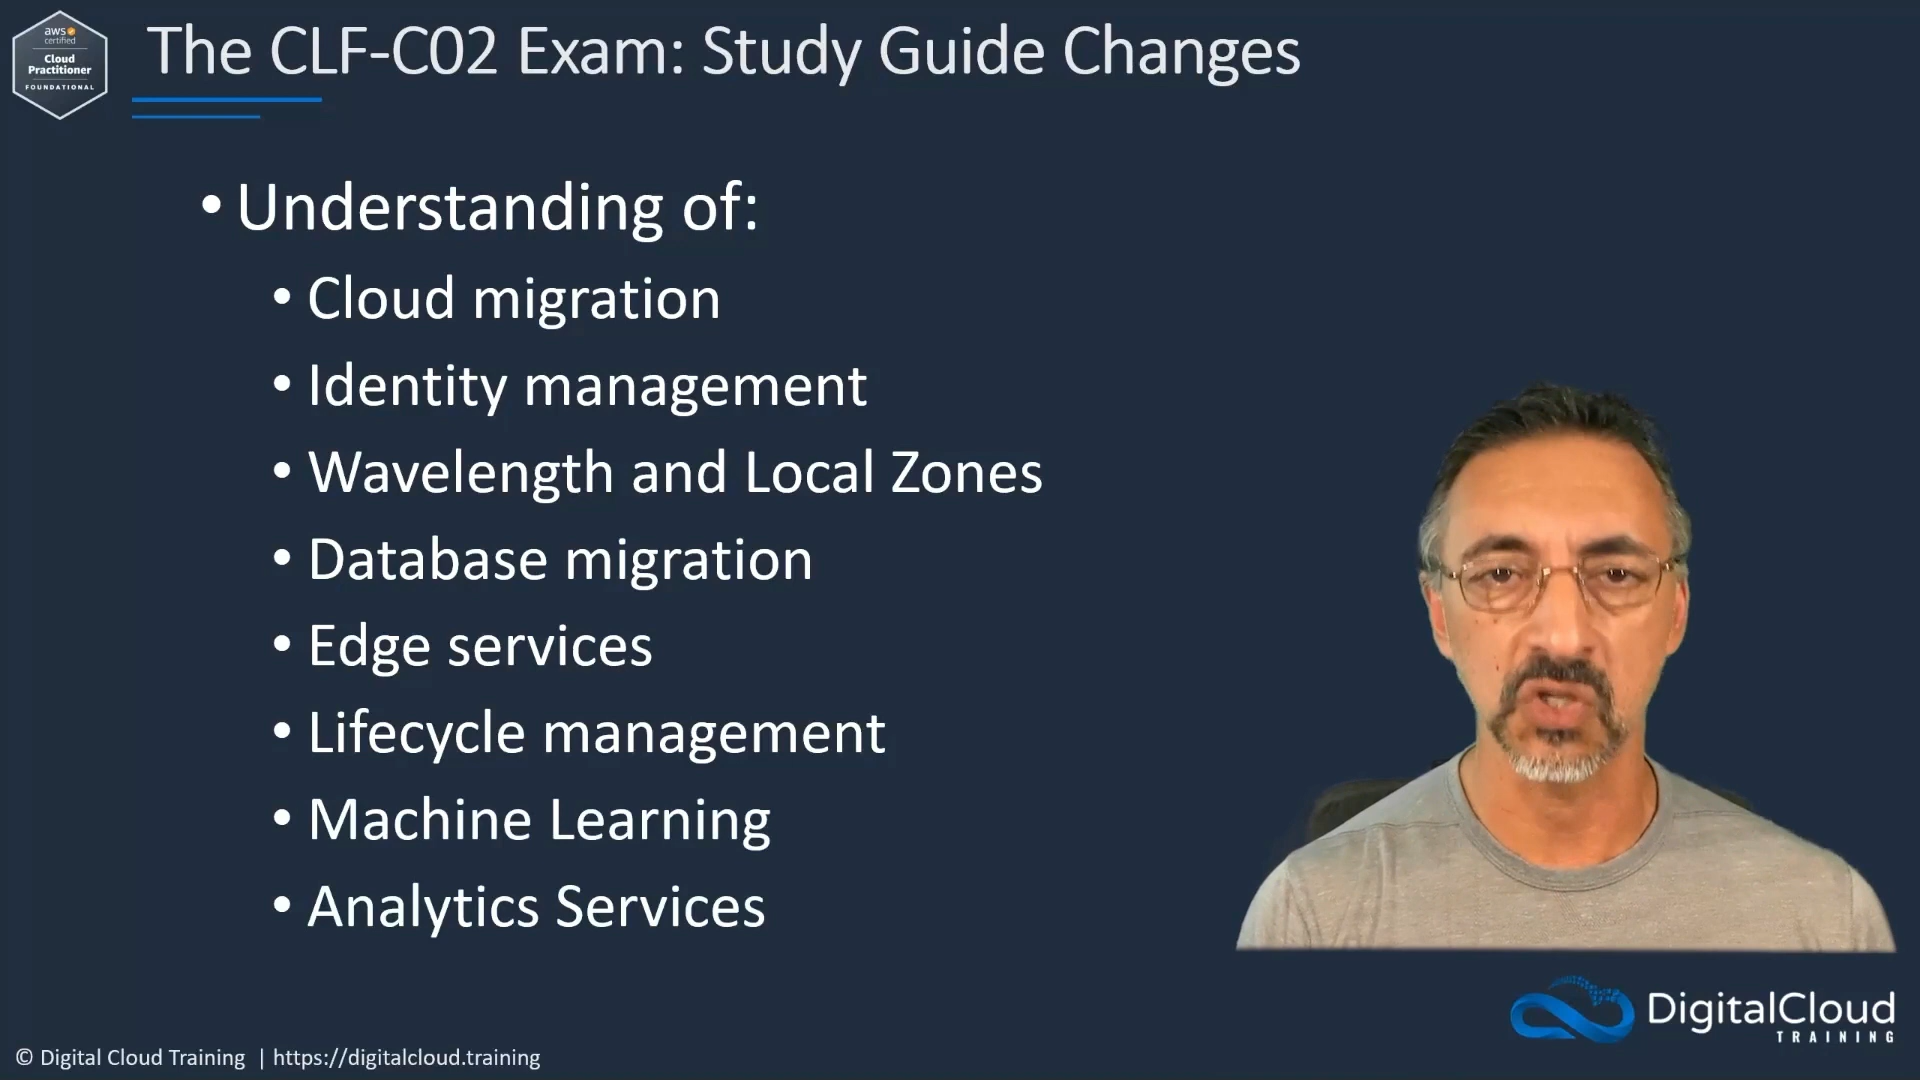 aws
certified
Cloud
Practitioner
FOUNDATIONAL
The CLF-C02 Exam: Study Guide Changes
• Understanding of:
• Cloud migration
• Identity management
• Wavelength and Local Zones
• Database migration
• Edge services
• Lifecycle management
• Machine Learning
• Analytics Services
DigitalCloud
TRAINING
© Digital Cloud Training | https://digitalcloud.training